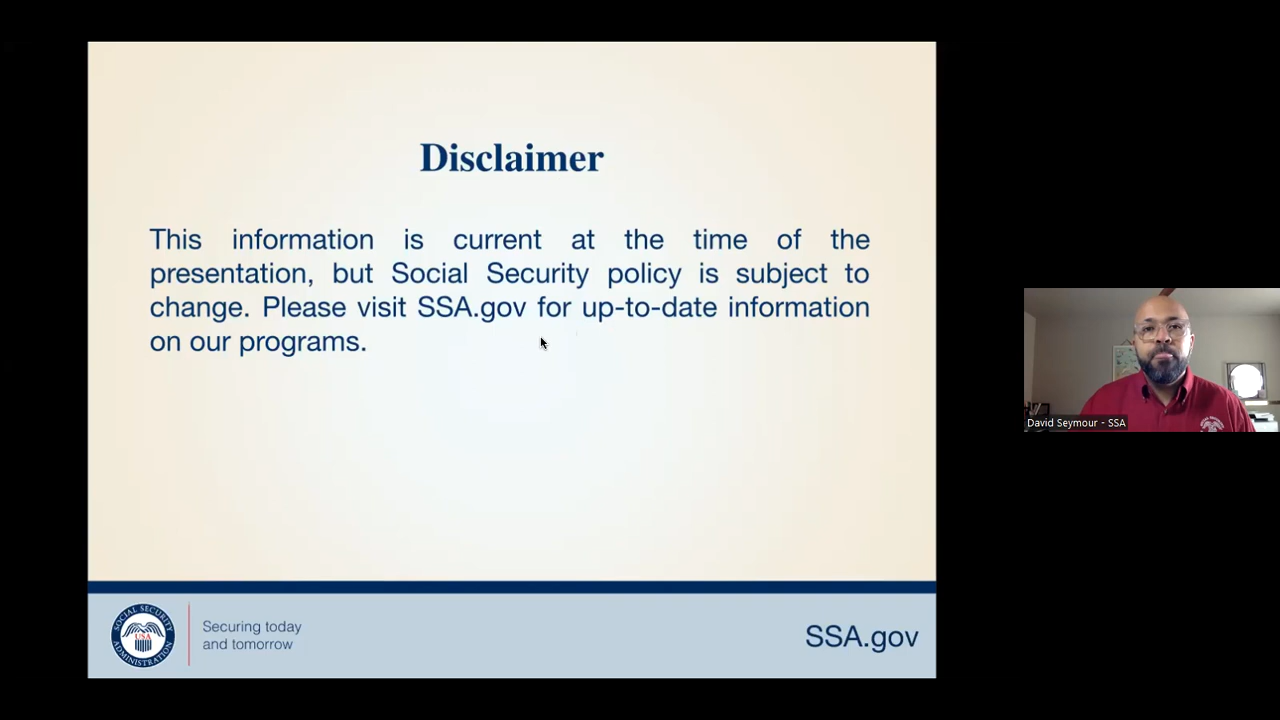 Disclaimer
This information is current at the time of the
presentation, but Social Security policy is subject to
change. Please visit SSA.gov for up-to-date information
on our programs.
SOCIAL SECURITY
USA
ADMINISTRATION
Securing today
and tomorrow
SSA.gov
David Seymour - SSA